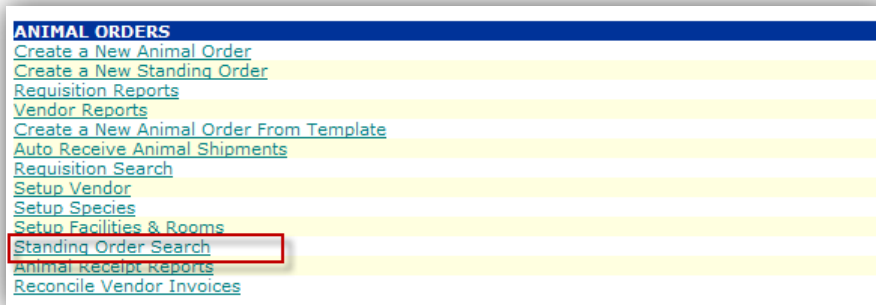 ANIMAL ORDERS
Create a New Animal Order
Create a New Standing Order
Requisition Reports
Vendor Reports
Create a New Animal Order From Template
Auto Receive Animal Shipments
Requisition Search
Setup Vendor
Setup Species
Setup Facilities & Rooms
Standing Order Search
Animal Receipt Reports
Reconcile Vendor Invoices